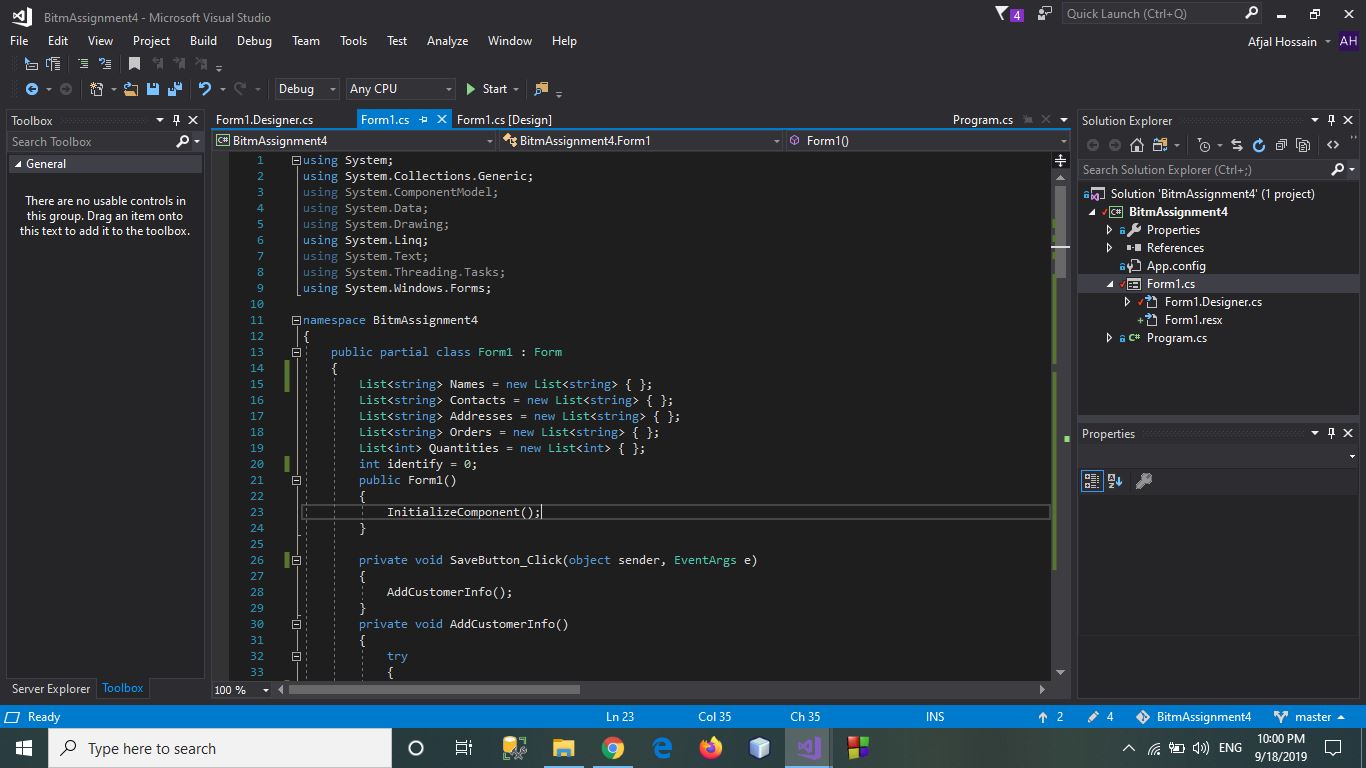 BitmAssignment4 - Microsoft Visual Studio
4
Quick Launch (Ctrl+Q)
File Edit View Project Build Debug Team Tools Test Analyze Window Help
Afjal Hossain AH
Debug Any CPU Start
Toolbox
Search Toolbox
General
There are no usable controls in
this group. Drag an item onto
this text to add it to the toolbox.
Server Explorer Toolbox
Form1.Designer.cs Form1.cs Form1.cs [Design] Program.cs
C# BitmAssignment4 BitmAssignment4.Form1 Form1()
1 using System;
2 using System.Collections.Generic;
3 using System.ComponentModel;
4 using System.Data;
5 using System.Drawing;
6 using System.Linq;
7 using System.Text;
8 using System.Threading.Tasks;
9 using System.Windows.Forms;
10
11 namespace BitmAssignment4
12 {
13 public partial class Form1 : Form
14 {
15 List<string> Names = new List<string> { };
16 List<string> Contacts = new List<string> { };
17 List<string> Addresses = new List<string> { };
18 List<string> Orders = new List<string> { };
19 List<int> Quantities = new List<int> { };
20 int identify = 0;
21 public Form1()
22 {
23 InitializeComponent();
24 }
25
26 private void SaveButton_Click(object sender, EventArgs e)
27 {
28 AddCustomerInfo();
29 }
30 private void AddCustomerInfo()
31 {
32 try
33 {
100 %
Solution Explorer
Search Solution Explorer (Ctrl+;)
Solution 'BitmAssignment4' (1 project)
C# BitmAssignment4
Properties
References
App.config
Form1.cs
Form1.Designer.cs
Form1.resx
C# Program.cs
Properties
Ready Ln 23 Col 35 Ch 35 INS 2 4 BitmAssignment4 master
Type here to search
ENG
10:00 PM
9/18/2019